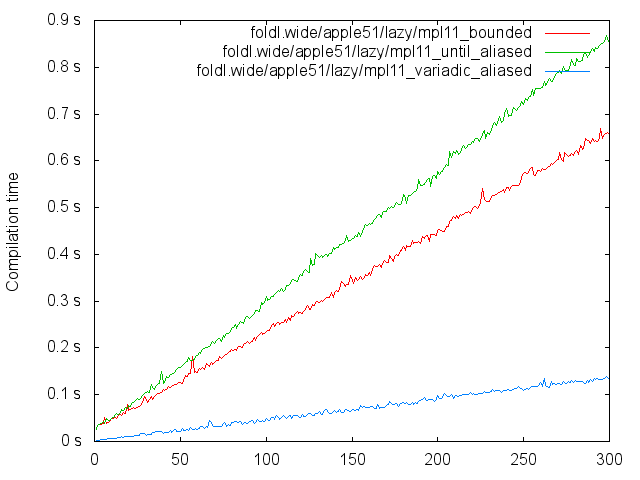 0.9 s
0.8 s
0.7 s
0.6 s
0.5 s
0.4 s
0.3 s
0.2 s
0.1 s
0 s
0
50
100
150
200
250
300
Compilation time
foldl.wide/apple51/lazy/mpl11_bounded
foldl.wide/apple51/lazy/mpl11_until_aliased
foldl.wide/apple51/lazy/mpl11_variadic_aliased